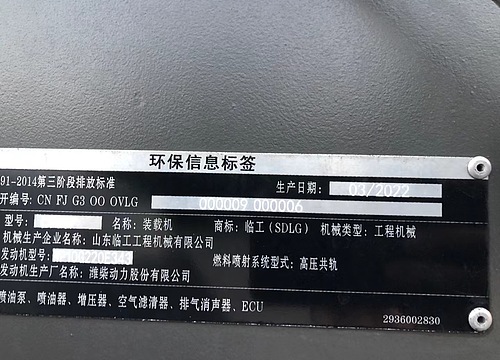 环保信息标签
91-2014第三阶段排放标准 生产日期: 03/2022
开编号: CN FJ G3 OO OVLG 000009 000006
型号: 名称: 装载机 商标: 临工 (SDLG) 机械类型: 工程机械
机械生产企业名称: 山东临工工程机械有限公司
发动机型号: 燃料喷射系统型式: 高压共轨
发动机生产厂名称: 潍柴动力股份有限公司
喷油泵、喷油器、增压器、空气滤清器、排气消声器、ECU
2936002830